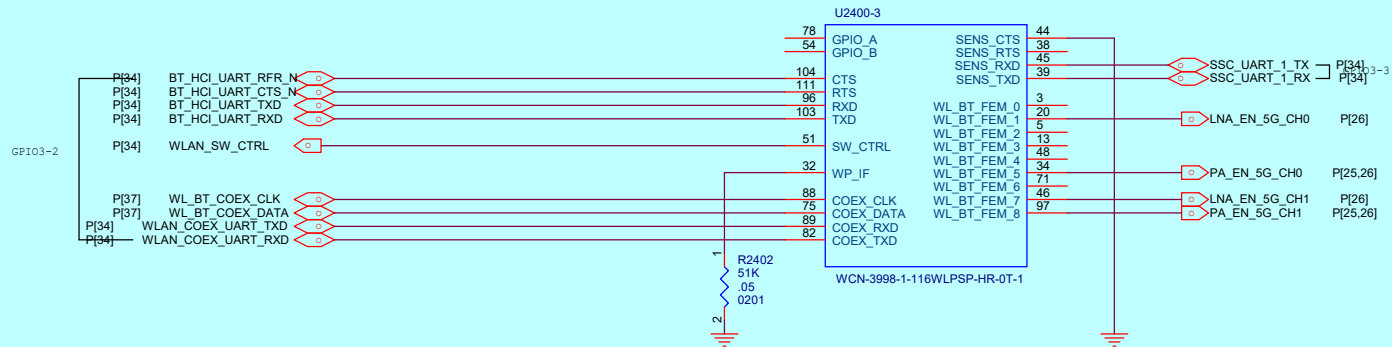 U2400-3
78 GPIO_A SENS_CTS 44
54 GPIO_B SENS_RTS 38
SENS_RXD 45 SSC_UART_1_TX P[34]
P[34] BT_HCI_UART_RFR_N 104 CTS SENS_TXD 39 SSC_UART_1_RX P[34] GPIO3-3
P[34] BT_HCI_UART_CTS_N 111 RTS
P[34] BT_HCI_UART_TXD 96 RXD WL_BT_FEM_0 3
P[34] BT_HCI_UART_RXD 103 TXD WL_BT_FEM_1 20 LNA_EN_5G_CH0 P[26]
WL_BT_FEM_2 5
GPIO3-2 P[34] WLAN_SW_CTRL 51 SW_CTRL WL_BT_FEM_3 13
WL_BT_FEM_4 48
32 WP_IF WL_BT_FEM_5 34 PA_EN_5G_CH0 P[25,26]
WL_BT_FEM_6 71
P[37] WL_BT_COEX_CLK 88 COEX_CLK WL_BT_FEM_7 46 LNA_EN_5G_CH1 P[26]
P[37] WL_BT_COEX_DATA 75 COEX_DATA WL_BT_FEM_8 97 PA_EN_5G_CH1 P[25,26]
P[34] WLAN_COEX_UART_TXD 89 COEX_RXD
P[34] WLAN_COEX_UART_RXD 82 COEX_TXD
1
R2402
51K
.05
0201
2
WCN-3998-1-116WLPSP-HR-0T-1